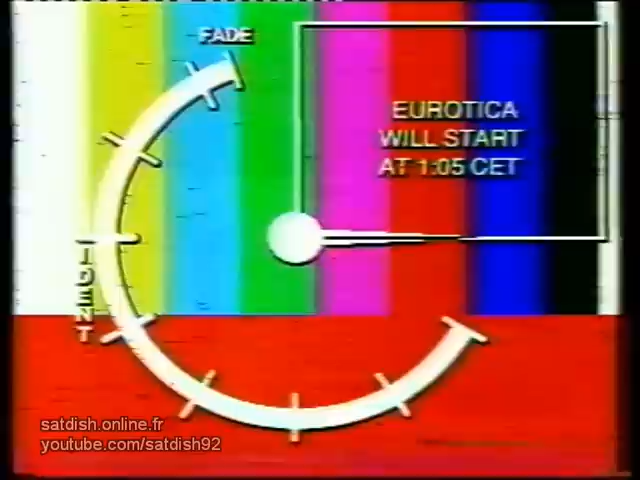 FADE
EUROTICA
WILL START
AT 1:05 CET
IDENT
satdish.online.fr
youtube.com/satdish92